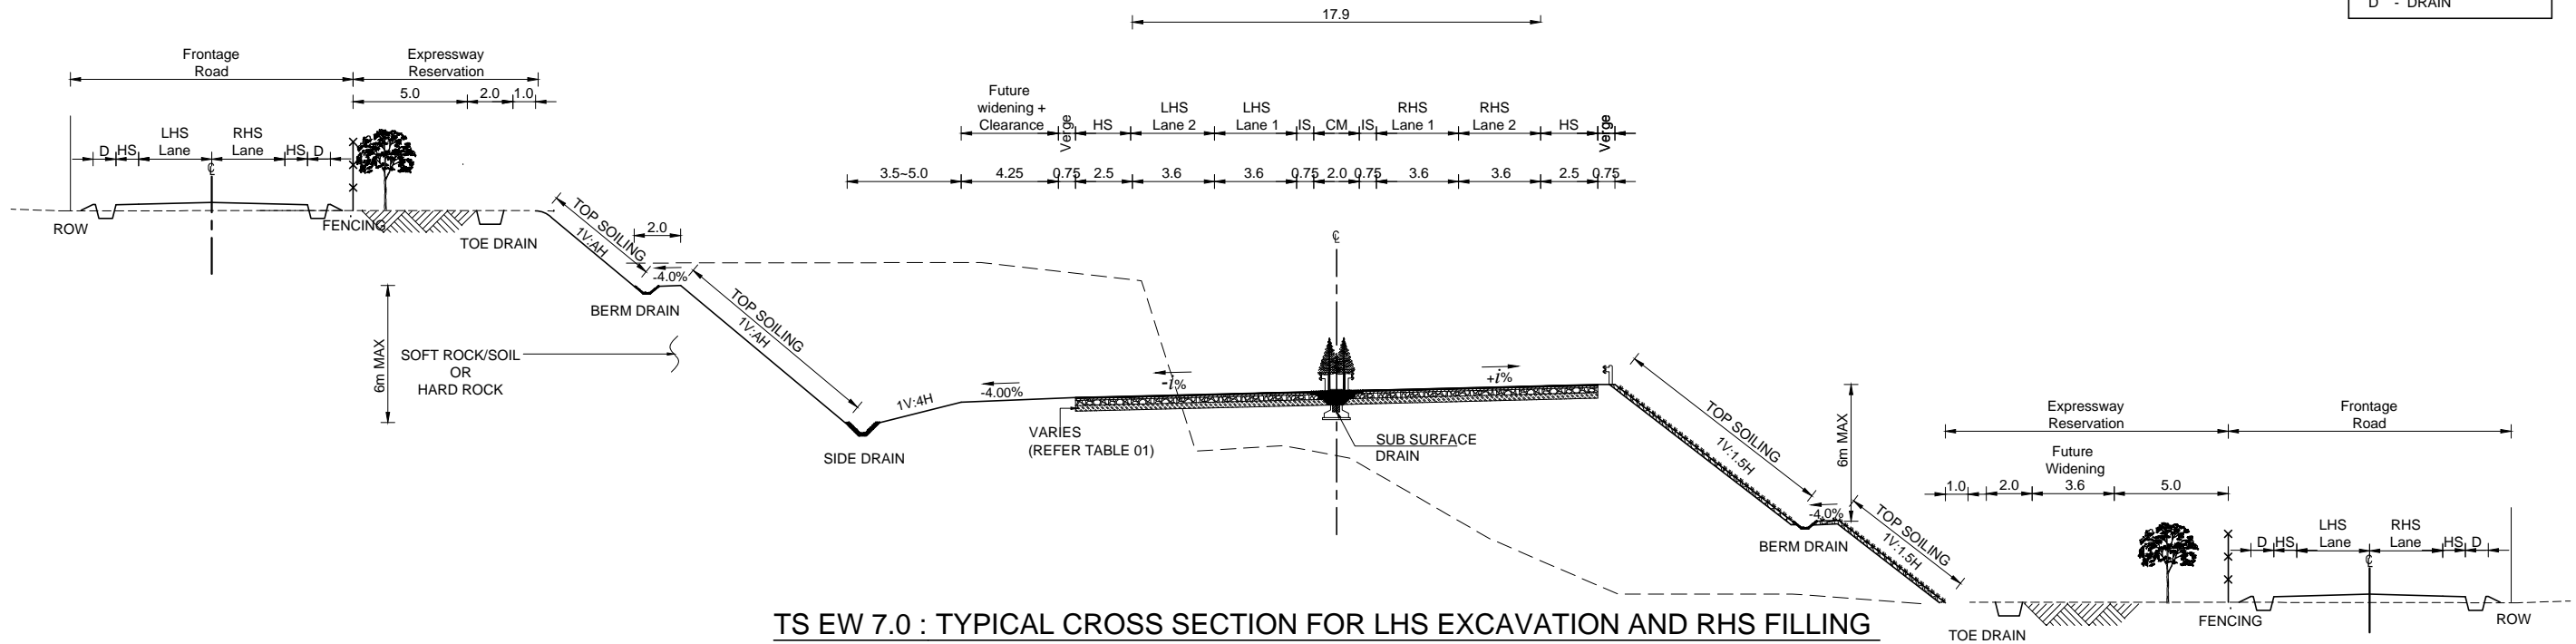 D - DRAIN
17.9
Frontage
Road
Expressway
Reservation
5.0 2.0 1.0
Future
widening +
Clearance
Verge
HS
LHS
Lane 2
LHS
Lane 1
IS CM IS
RHS
Lane 1
RHS
Lane 2
HS
Verge
D HS
LHS
Lane
RHS
Lane
HS D
℄
3.5~5.0 4.25 0.75 2.5 3.6 3.6 0.75 2.0 0.75 3.6 3.6 2.5 0.75
ROW
FENCING
TOE DRAIN
TOP SOILING
1V:AH
2.0
-4.0%
BERM DRAIN
TOP SOILING
1V:AH
6m MAX
SOFT ROCK/SOIL
OR
HARD ROCK
SIDE DRAIN
1V:4H
-4.00%
-i%
℄
+i%
VARIES
(REFER TABLE 01)
SUB SURFACE
DRAIN
TOP SOILING
1V:1.5H
6m MAX
-4.0%
BERM DRAIN
TOP SOILING
1V:1.5H
Expressway
Reservation
Frontage
Road
Future
Widening
1.0 2.0 3.6 5.0
D HS
LHS
Lane
RHS
Lane
HS D
℄
TOE DRAIN
FENCING
ROW
TS EW 7.0 : TYPICAL CROSS SECTION FOR LHS EXCAVATION AND RHS FILLING